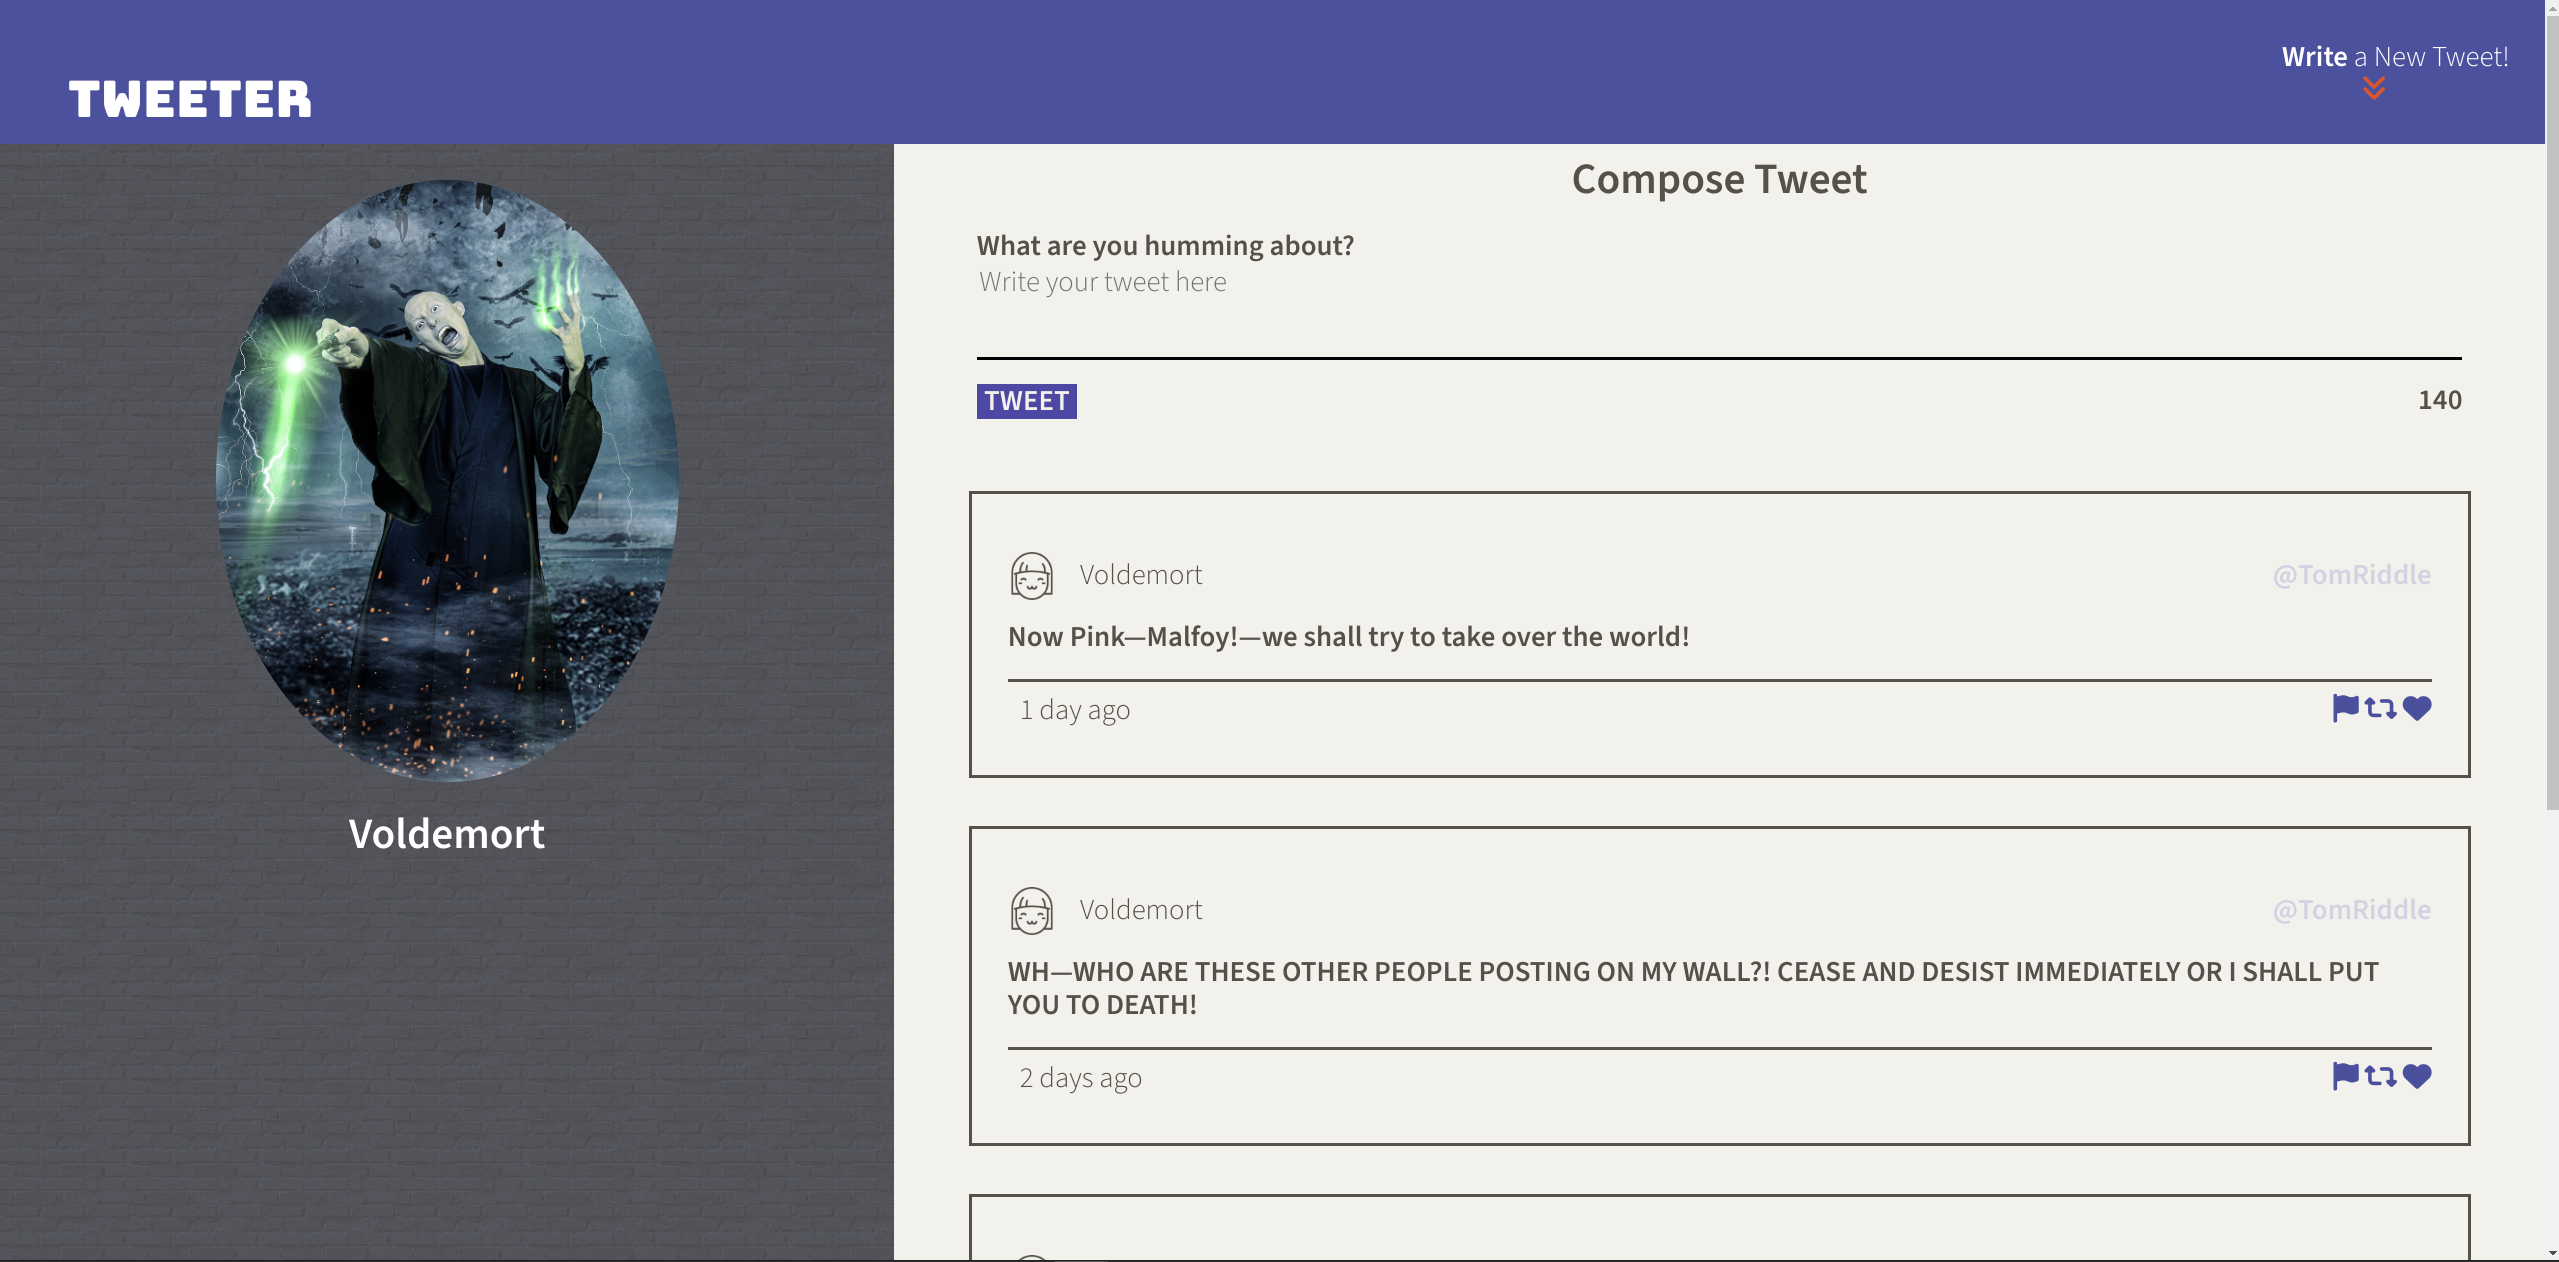 TWEETER
Write a New Tweet!
Voldemort
Compose Tweet
What are you humming about?
Write your tweet here
TWEET
140
Voldemort
@TomRiddle
Now Pink—Malfoy!—we shall try to take over the world!
1 day ago
Voldemort
@TomRiddle
WH—WHO ARE THESE OTHER PEOPLE POSTING ON MY WALL?! CEASE AND DESIST IMMEDIATELY OR I SHALL PUT
YOU TO DEATH!
2 days ago